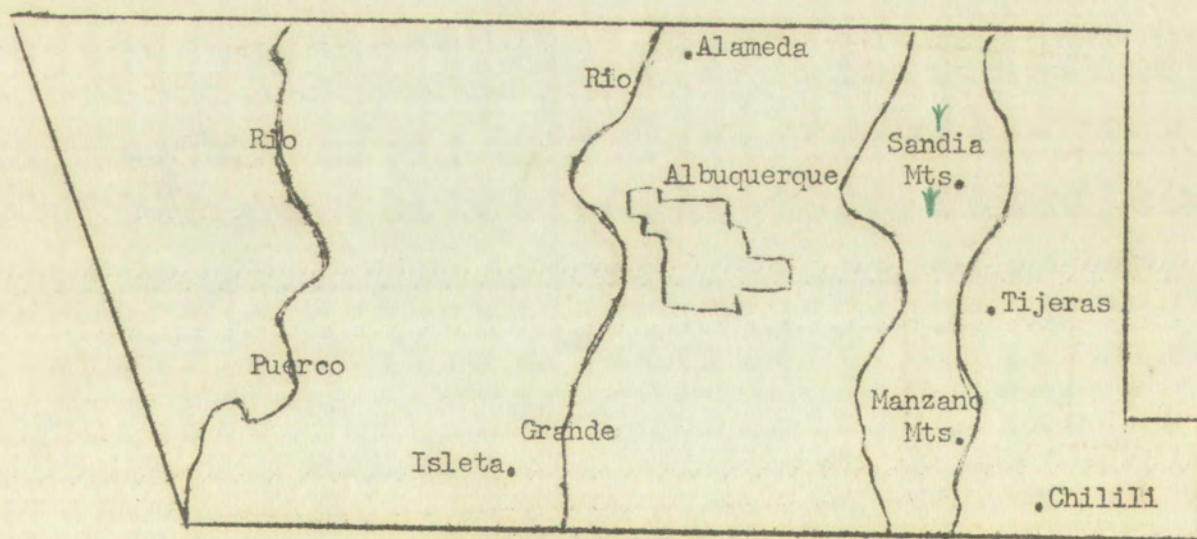 Alameda
Rio
Rio
Sandia
Mts.
Albuquerque
Tijeras
Puerco
Manzano
Mts.
Grande
Isleta
Chilili